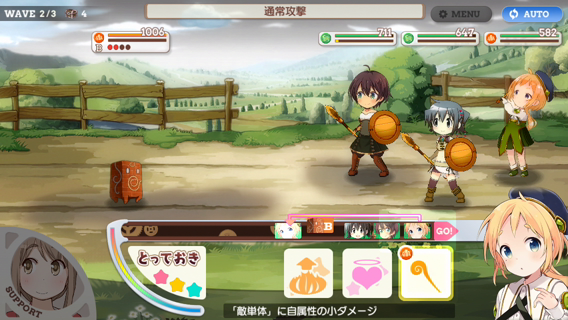 WAVE 2/3 4
通常攻撃
MENU
AUTO
1006
B
711
647
582
B
GO!
とっておき
SUPPORT
「敵単体」に自属性の小ダメージ